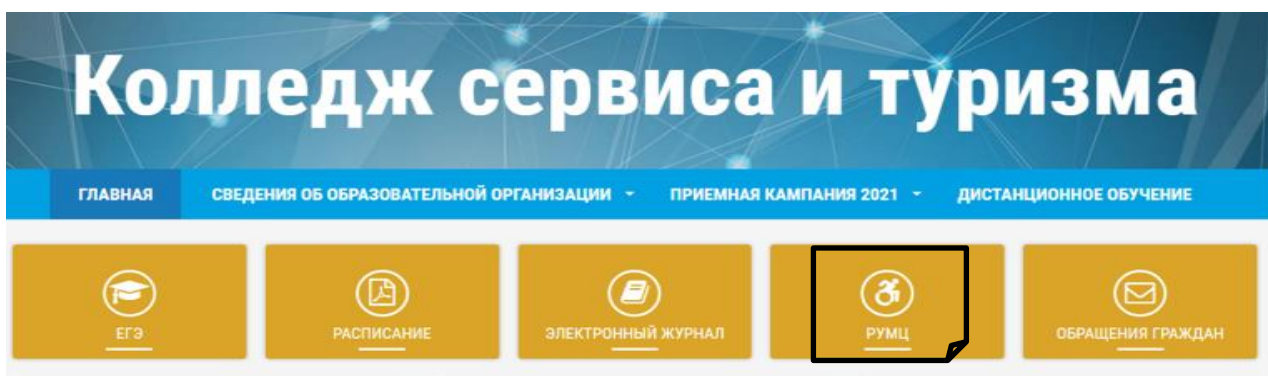 Колледж сервиса и туризма
ГЛАВНАЯ СВЕДЕНИЯ ОБ ОБРАЗОВАТЕЛЬНОЙ ОРГАНИЗАЦИИ ПРИЕМНАЯ КАМПАНИЯ 2021 ДИСТАНЦИОННОЕ ОБУЧЕНИЕ
ЕГЭ РАСПИСАНИЕ ЭЛЕКТРОННЫЙ ЖУРНАЛ РУМЦ ОБРАЩЕНИЯ ГРАЖДАН